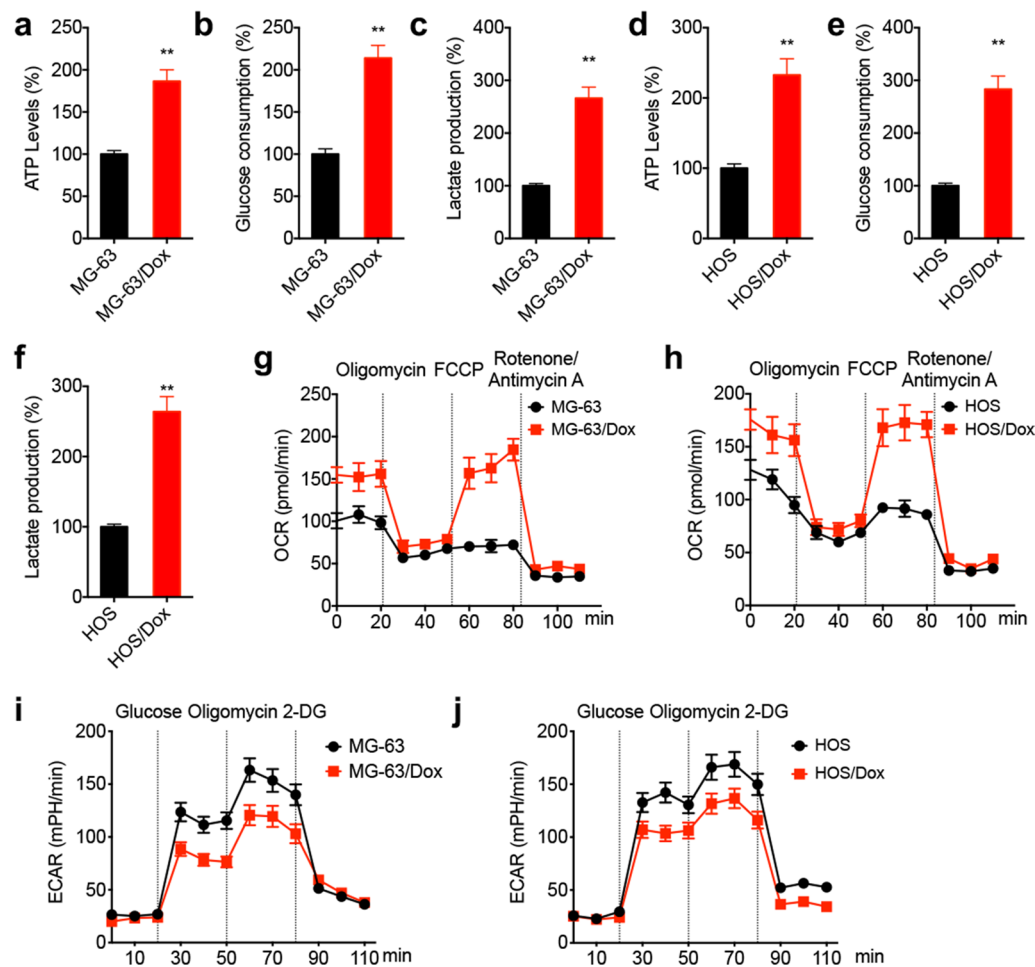 a
ATP Levels (%)
250
200
150
100
50
0
**
MG-63
MG-63/Dox
b
Glucose consumption (%)
250
200
150
100
50
0
**
MG-63
MG-63/Dox
c
Lactate production (%)
400
300
200
100
0
**
MG-63
MG-63/Dox
d
ATP Levels (%)
300
200
100
0
**
HOS
HOS/Dox
e
Glucose consumption (%)
400
300
200
100
0
**
HOS
HOS/Dox
f
Lactate production (%)
300
200
100
0
**
HOS
HOS/Dox
g
Oligomycin FCCP Rotenone/
Antimycin A
MG-63
MG-63/Dox
OCR (pmol/min)
250
200
150
100
50
0
0 20 40 60 80 100 min
h
Oligomycin FCCP Rotenone/
Antimycin A
HOS
HOS/Dox
OCR (pmol/min)
200
150
100
50
0
0 20 40 60 80 100 min
i
Glucose Oligomycin 2-DG
MG-63
MG-63/Dox
ECAR (mPH/min)
200
150
100
50
0
10 30 50 70 90 110 min
j
Glucose Oligomycin 2-DG
HOS
HOS/Dox
ECAR (mPH/min)
200
150
100
50
0
10 30 50 70 90 110 min